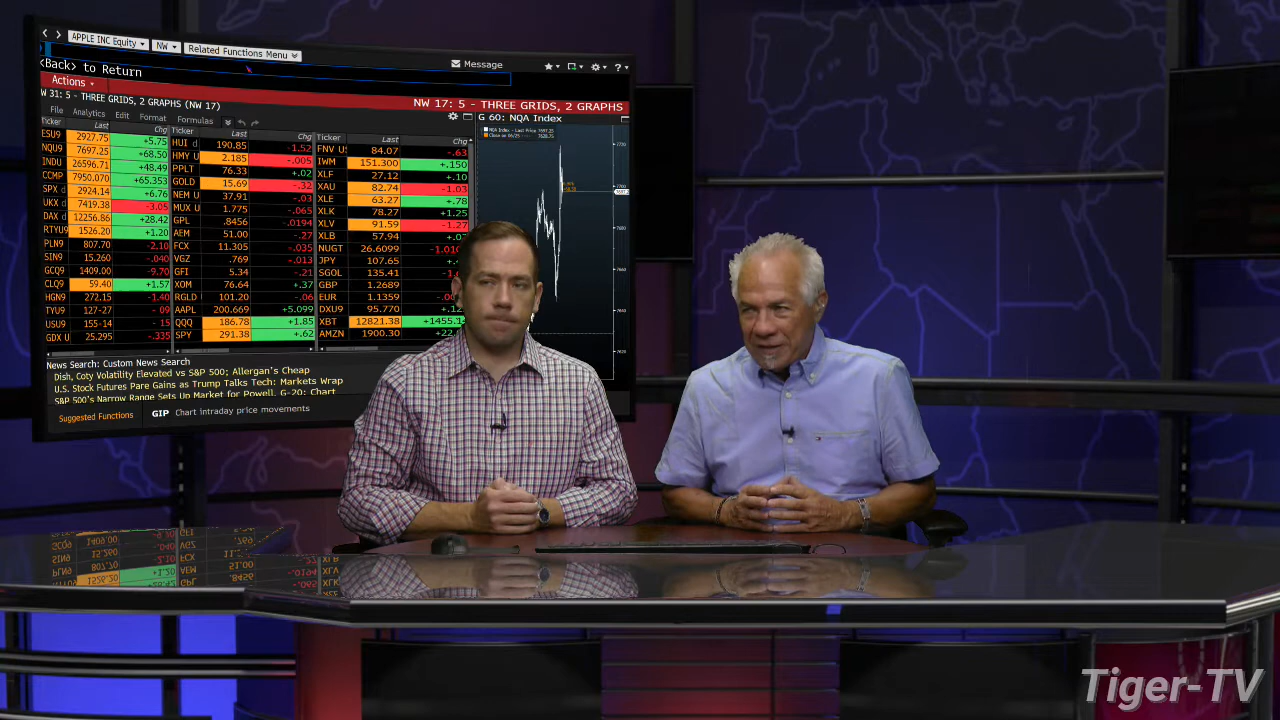 APPLE INC Equity NW Related Functions Menu
Message
<Back> to Return
Actions
W 31: 5 - THREE GRIDS, 2 GRAPHS (NW 17) NW 17: 5 - THREE GRIDS, 2 GRAPHS
File Analytics Edit Format Formulas G 60: NQA Index
Last Chg Ticker Last Chg Ticker Last Chg
ESU9 2927.75 +5.75 HUI d 190.85 -1.52 FNV US 84.07 -.63
NQU9 7697.25 +68.50 HMY U 2.185 -.005 IWM 151.300 +.150
INDU 26596.71 +48.49 PPLT 76.33 +.02 XLF 27.12 +.10
CCMP 7950.070 +65.353 GOLD 15.69 -.32 XAU 82.74 -1.03
SPX d 2924.14 +6.76 NEM U 37.91 -.03 XLE 63.27 +.78
UKX d 7419.38 -3.05 MUX U 1.775 -.065 XLK 78.27 +1.25
DAX d 12256.86 +28.42 GPL .8456 -.0194 XLV 91.59 -1.27
RTYU9 1526.20 +1.20 AEM 51.00 -.27 XLB 57.94
PLN9 807.70 -2.10 FCX 11.305 -.035 NUGT 26.6099
SIN9 15.260 -.040 VGZ .769 -.013 JPY 107.65
GCQ9 1409.00 -9.70 GFI 5.34 -.21 SGOL 135.41
CLQ9 59.40 +1.57 XOM 76.64 +.37 GBP 1.2689
HGN9 272.15 -1.40 RGLD 101.20 -.06 EUR 1.1359
TYU9 127-27 -.09 AAPL 200.669 +5.099 DXU9 95.770
USU9 155-14 -15 QQQ 186.78 +1.85 XBT 12821.38
GDX U 25.295 -.335 SPY 291.38 +.62 AMZN 1900.30
News Search: Custom News Search
Dish, Coty Volatility Elevated vs S&P 500; Allergan's Cheap
U.S. Stock Futures Pare Gains as Trump Talks Tech: Markets Wrap
S&P 500's Narrow Range Sets Up Market for Powell, G-20: Chart
Suggested Functions GIP Chart intraday price movements
Tiger-TV